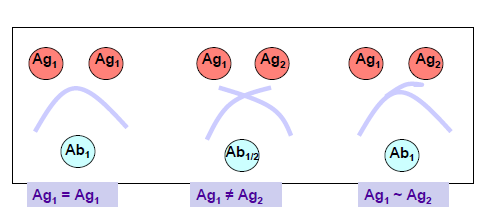 Ag₁ Ag₁ Ag₁ Ag₂ Ag₁ Ag₂
Ab₁ Ab₁/₂ Ab₁
Ag₁ = Ag₁ Ag₁ ≠ Ag₂ Ag₁ ~ Ag₂